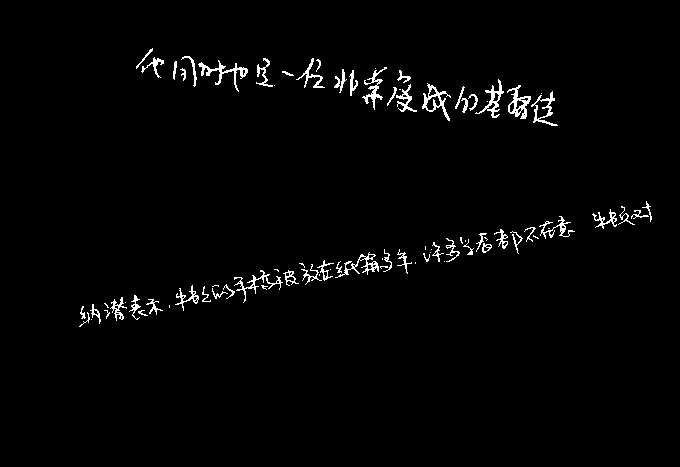 他同时也是一位非常虔诚的基督徒
纳潜表示,牛顿的手稿被放在纸箱多年,许多学者都不在意 牛顿对